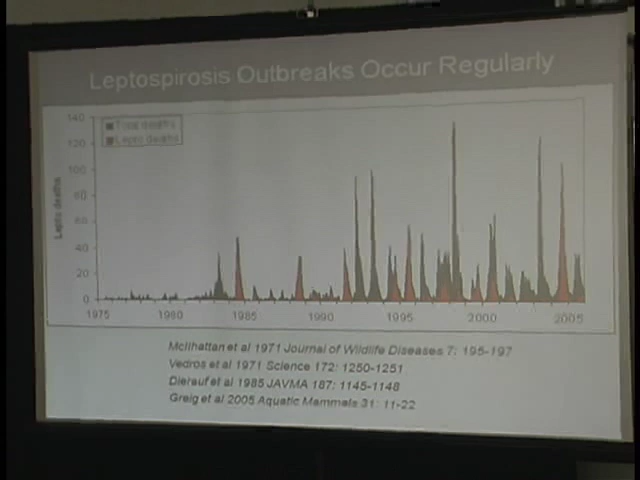 Leptospirosis Outbreaks Occur Regularly
140
120
100
80
60
40
20
0
Lepto deaths
Total deaths
Lepto deaths
1975 1980 1985 1990 1995 2000 2005
McIlhattan et al 1971 Journal of Wildlife Diseases 7: 195-197
Vedros et al 1971 Science 172: 1250-1251
Dierauf et al 1985 JAVMA 187: 1145-1148
Greig et al 2005 Aquatic Mammals 31: 11-22